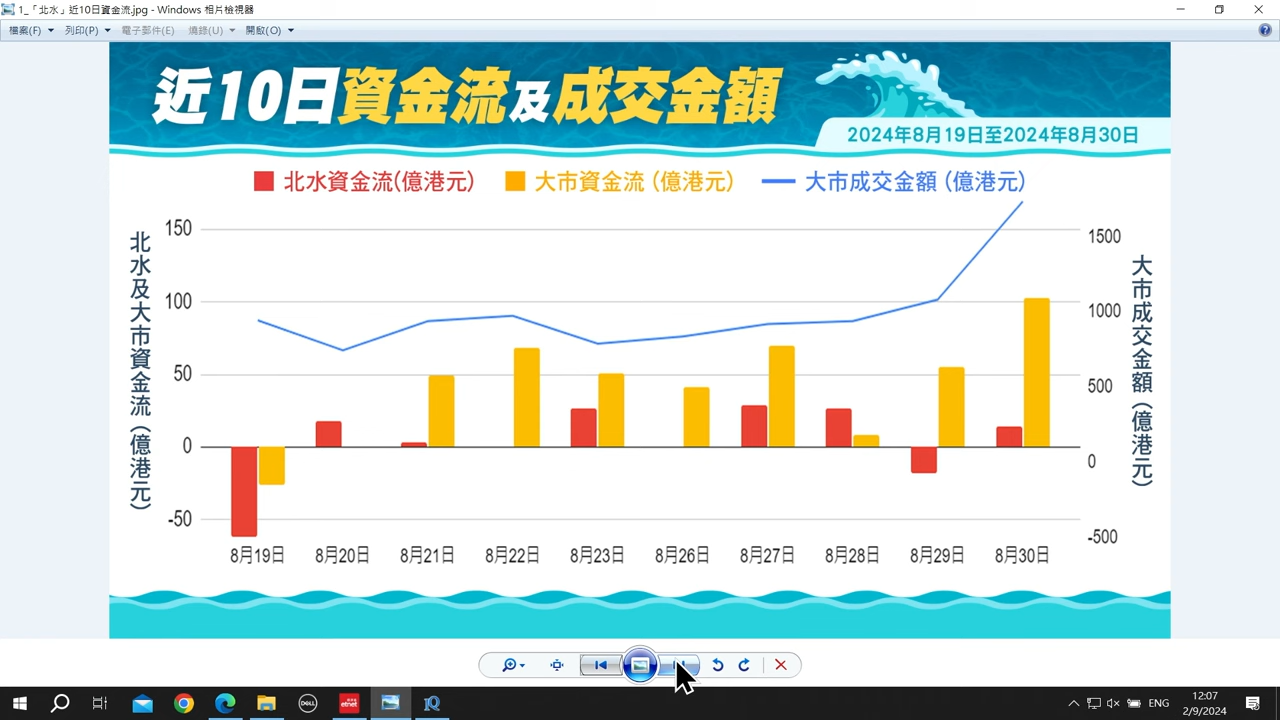 1_「北水」近10日資金流.jpg - Windows 相片檢視器
檔案(F) 列印(P) 電子郵件(E) 燒錄(U) 開啟(O)
近10日資金流及成交金額
2024年8月19日至2024年8月30日
北水資金流(億港元) 大市資金流 (億港元) 大市成交金額 (億港元)
北水及大市資金流(億港元)
150
100
50
0
-50
1500
1000
500
0
-500
大市成交金額(億港元)
8月19日 8月20日 8月21日 8月22日 8月23日 8月26日 8月27日 8月28日 8月29日 8月30日
DELL
etnet
IQ
ENG
12:07
2/9/2024